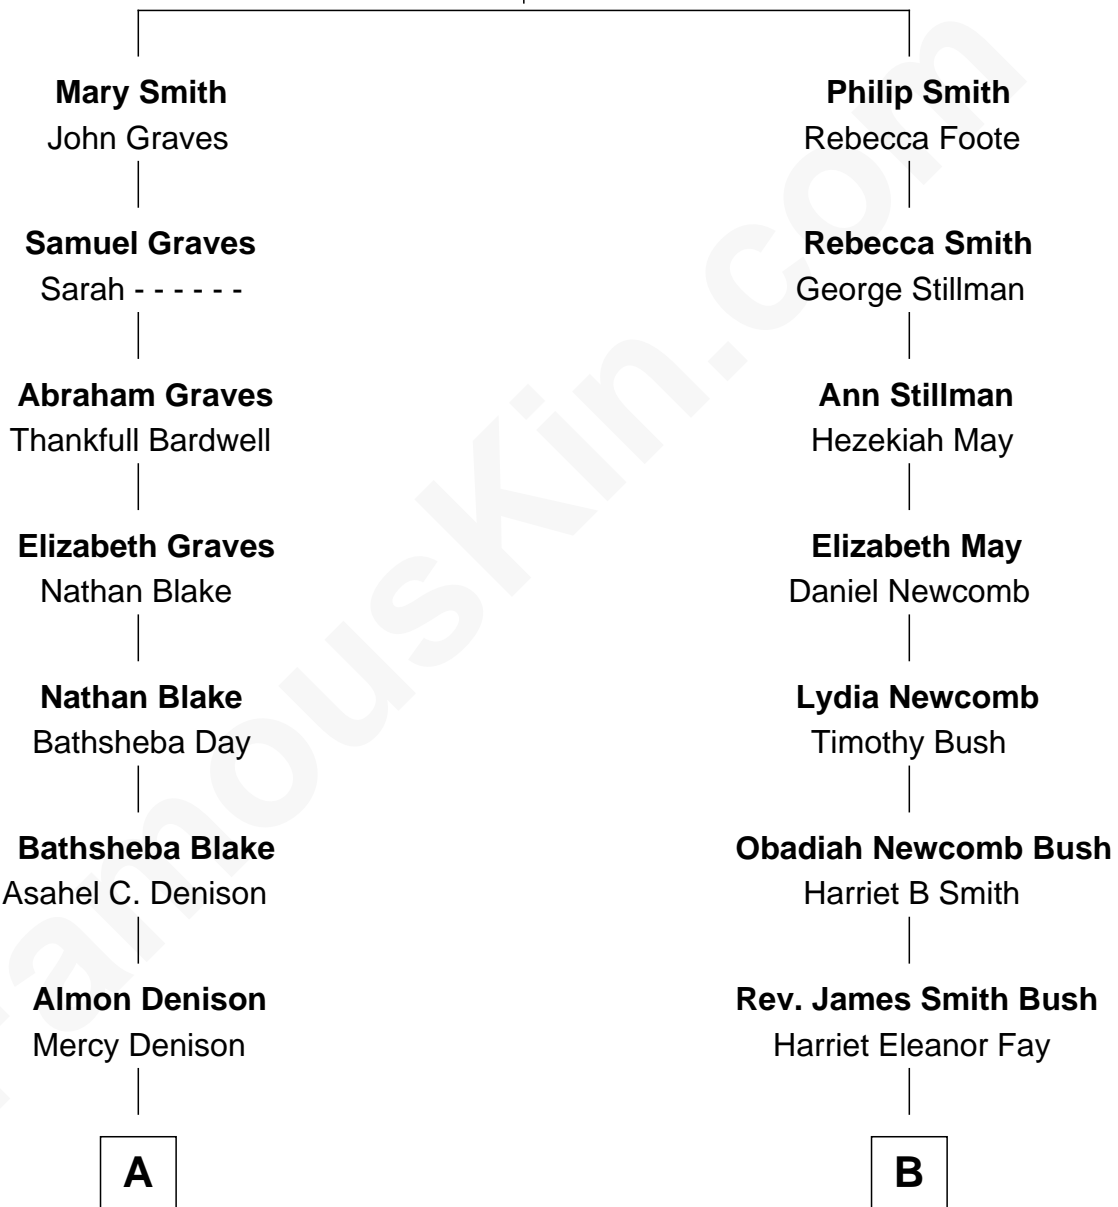 Mary Smith
John Graves
Samuel Graves
Sarah - - - - - -
Abraham Graves
Thankfull Bardwell
Elizabeth Graves
Nathan Blake
Nathan Blake
Bathsheba Day
Bathsheba Blake
Asahel C. Denison
Almon Denison
Mercy Denison
A
Philip Smith
Rebecca Foote
Rebecca Smith
George Stillman
Ann Stillman
Hezekiah May
Elizabeth May
Daniel Newcomb
Lydia Newcomb
Timothy Bush
Obadiah Newcomb Bush
Harriet B Smith
Rev. James Smith Bush
Harriet Eleanor Fay
B
FamousKin.com